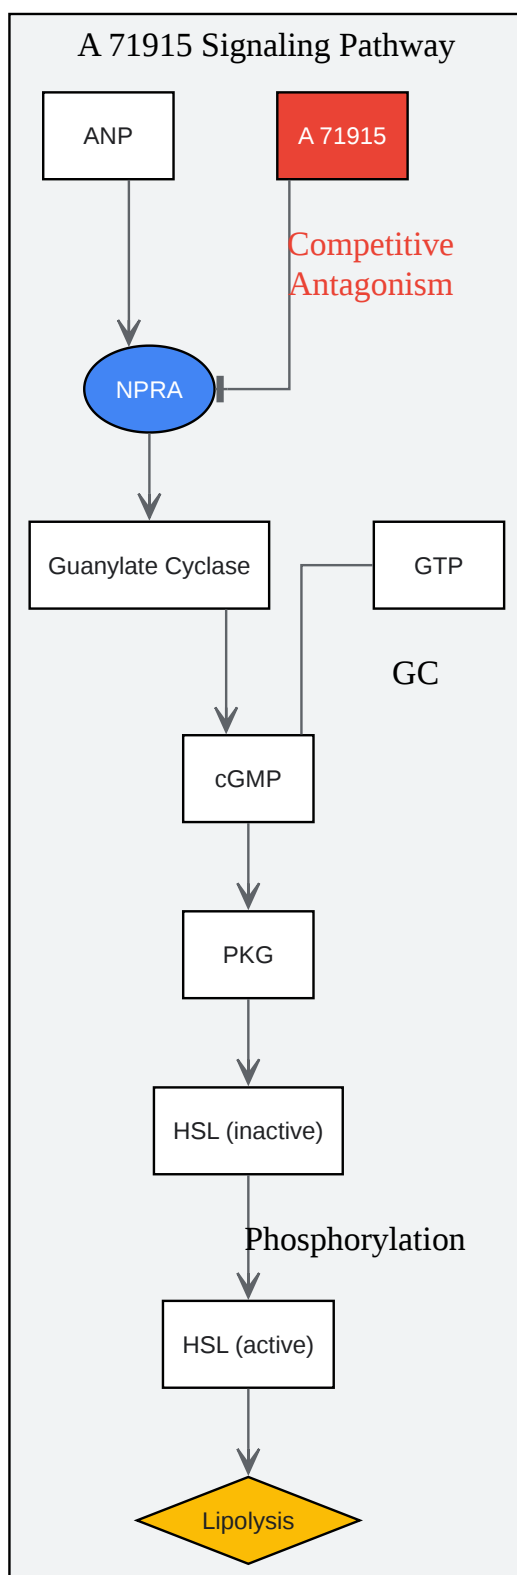 A 71915 Signaling Pathway
ANP
A 71915
Competitive
Antagonism
NPRA
Guanylate Cyclase
GTP
GC
cGMP
PKG
HSL (inactive)
Phosphorylation
HSL (active)
Lipolysis